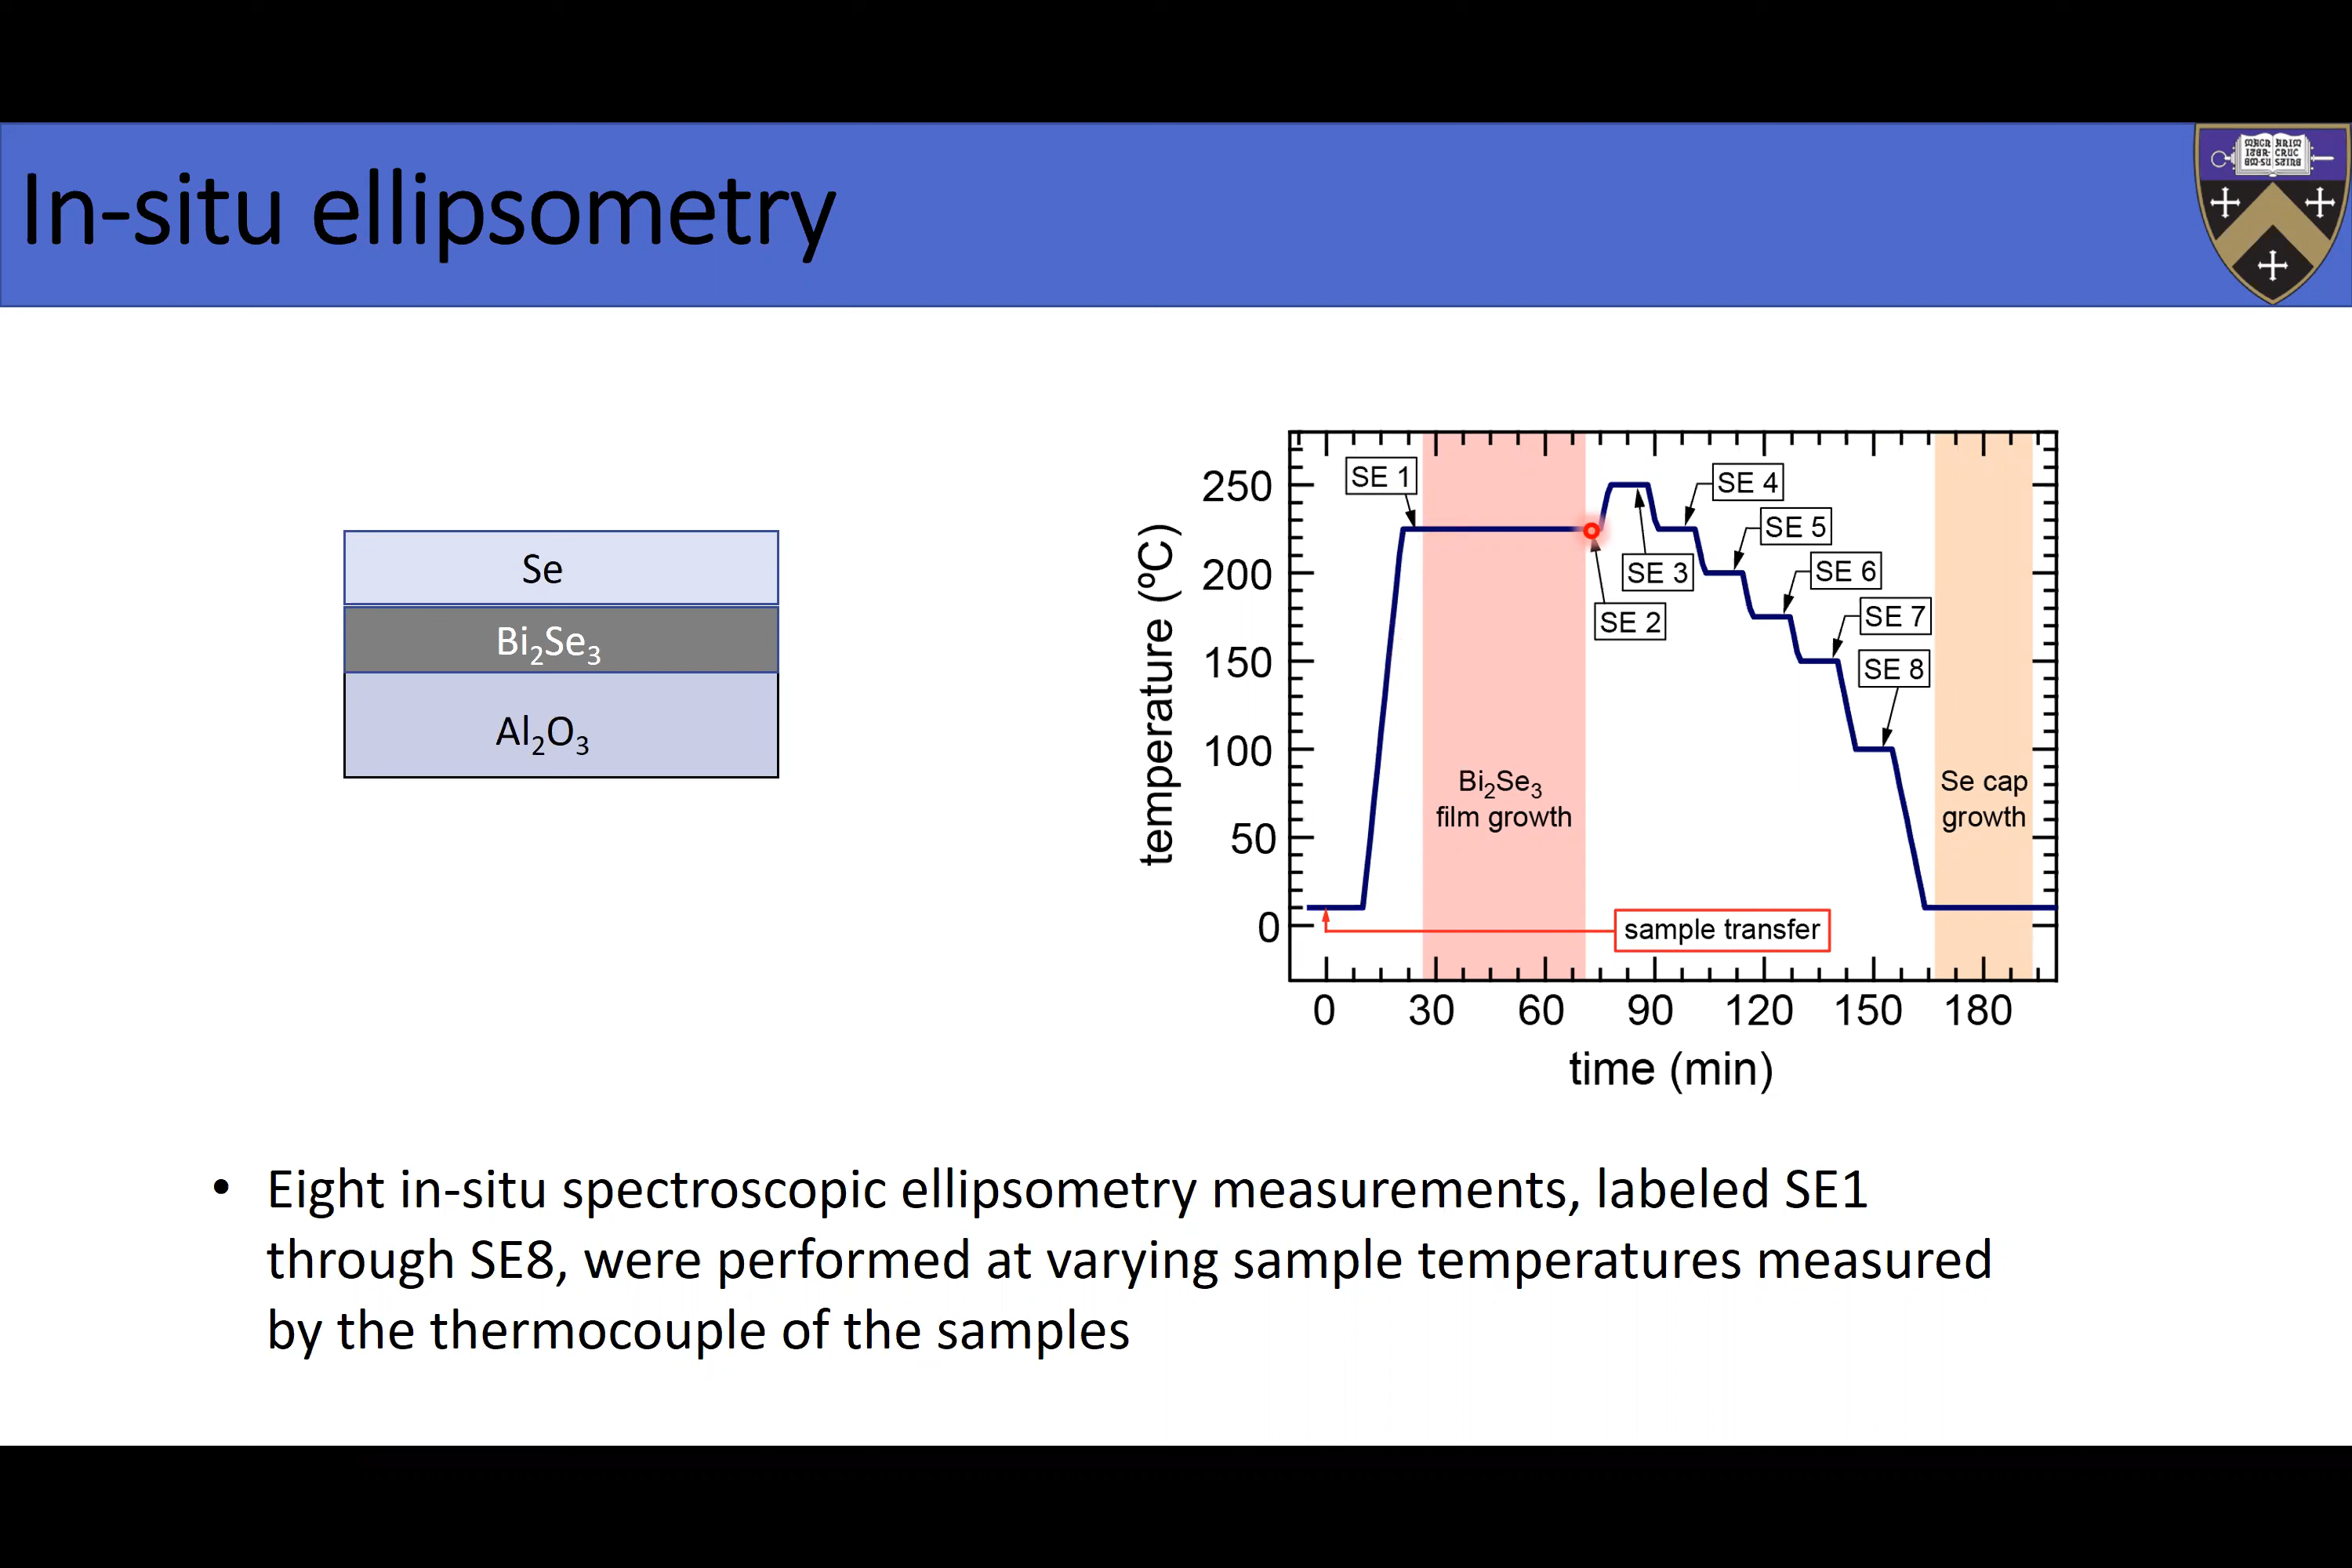 In-situ ellipsometry
Se
Bi₂Se₃
Al₂O₃
temperature (ºC)
250
200
150
100
50
0
SE 1
SE 2
SE 3
SE 4
SE 5
SE 6
SE 7
SE 8
Bi₂Se₃
film growth
Se cap
growth
sample transfer
0 30 60 90 120 150 180
time (min)
• Eight in-situ spectroscopic ellipsometry measurements, labeled SE1
through SE8, were performed at varying sample temperatures measured
by the thermocouple of the samples